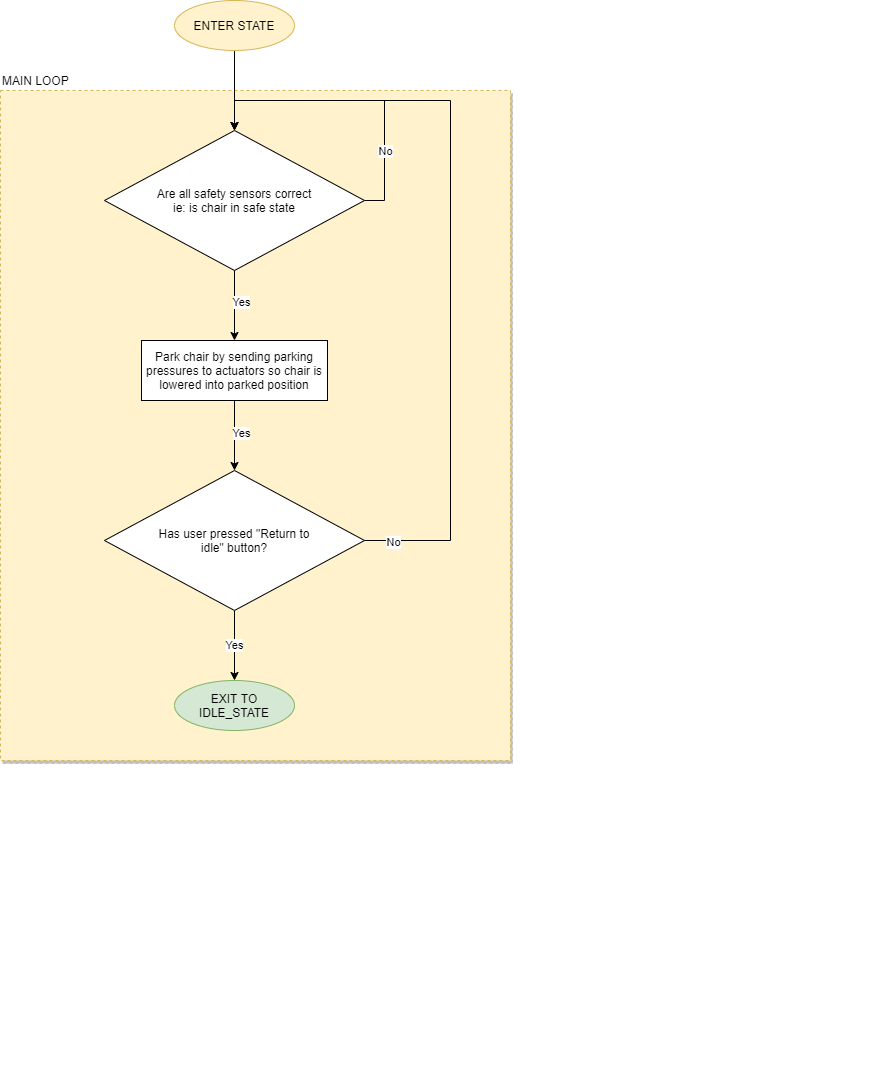 ENTER STATE
MAIN LOOP
No
Are all safety sensors correct
ie: is chair in safe state
Yes
Park chair by sending parking
pressures to actuators so chair is
lowered into parked position
Yes
Has user pressed "Return to
idle" button?
No
Yes
EXIT TO
IDLE_STATE